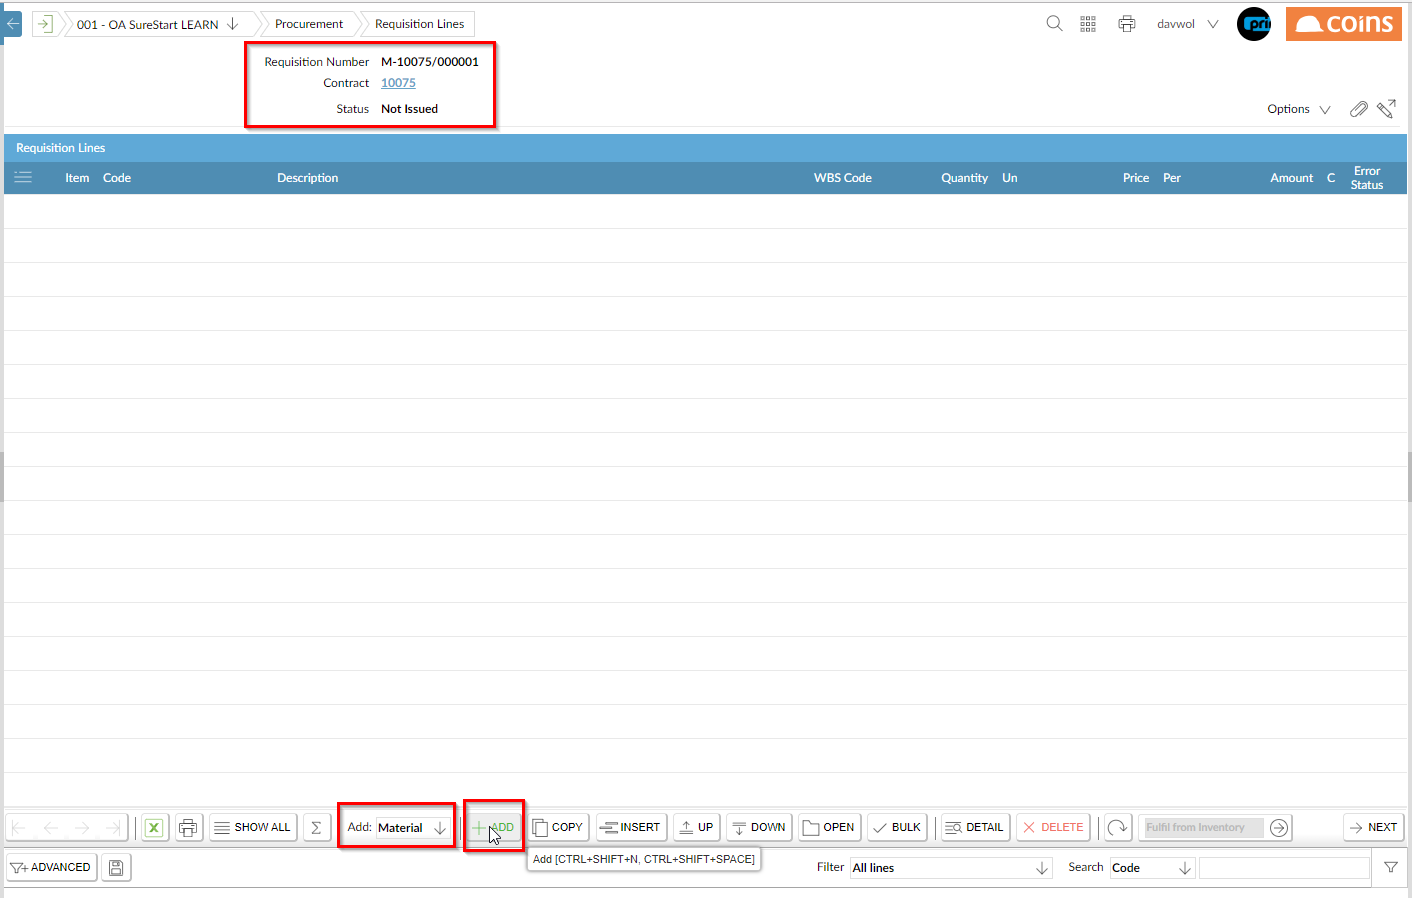 001 - OA SureStart LEARN Procurement Requisition Lines davwol pri coins
Requisition Number M-10075/000001
Contract 10075
Status Not Issued
Options
Requisition Lines
Item Code Description WBS Code Quantity Un Price Per Amount C Error Status
SHOW ALL Σ Add: Material ADD COPY INSERT UP DOWN OPEN BULK DETAIL DELETE Fulfil from Inventory NEXT
Add [CTRL+SHIFT+N, CTRL+SHIFT+SPACE]
ADVANCED Filter All lines Search Code